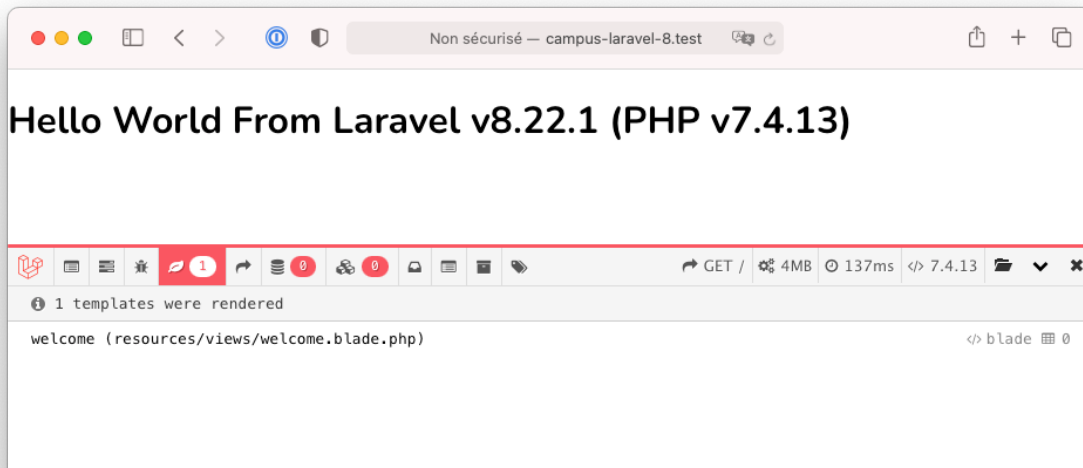 Non sécurisé — campus-laravel-8.test
Hello World From Laravel v8.22.1 (PHP v7.4.13)
1 0 0 GET / 4MB 137ms 7.4.13
1 templates were rendered
welcome (resources/views/welcome.blade.php) blade 0